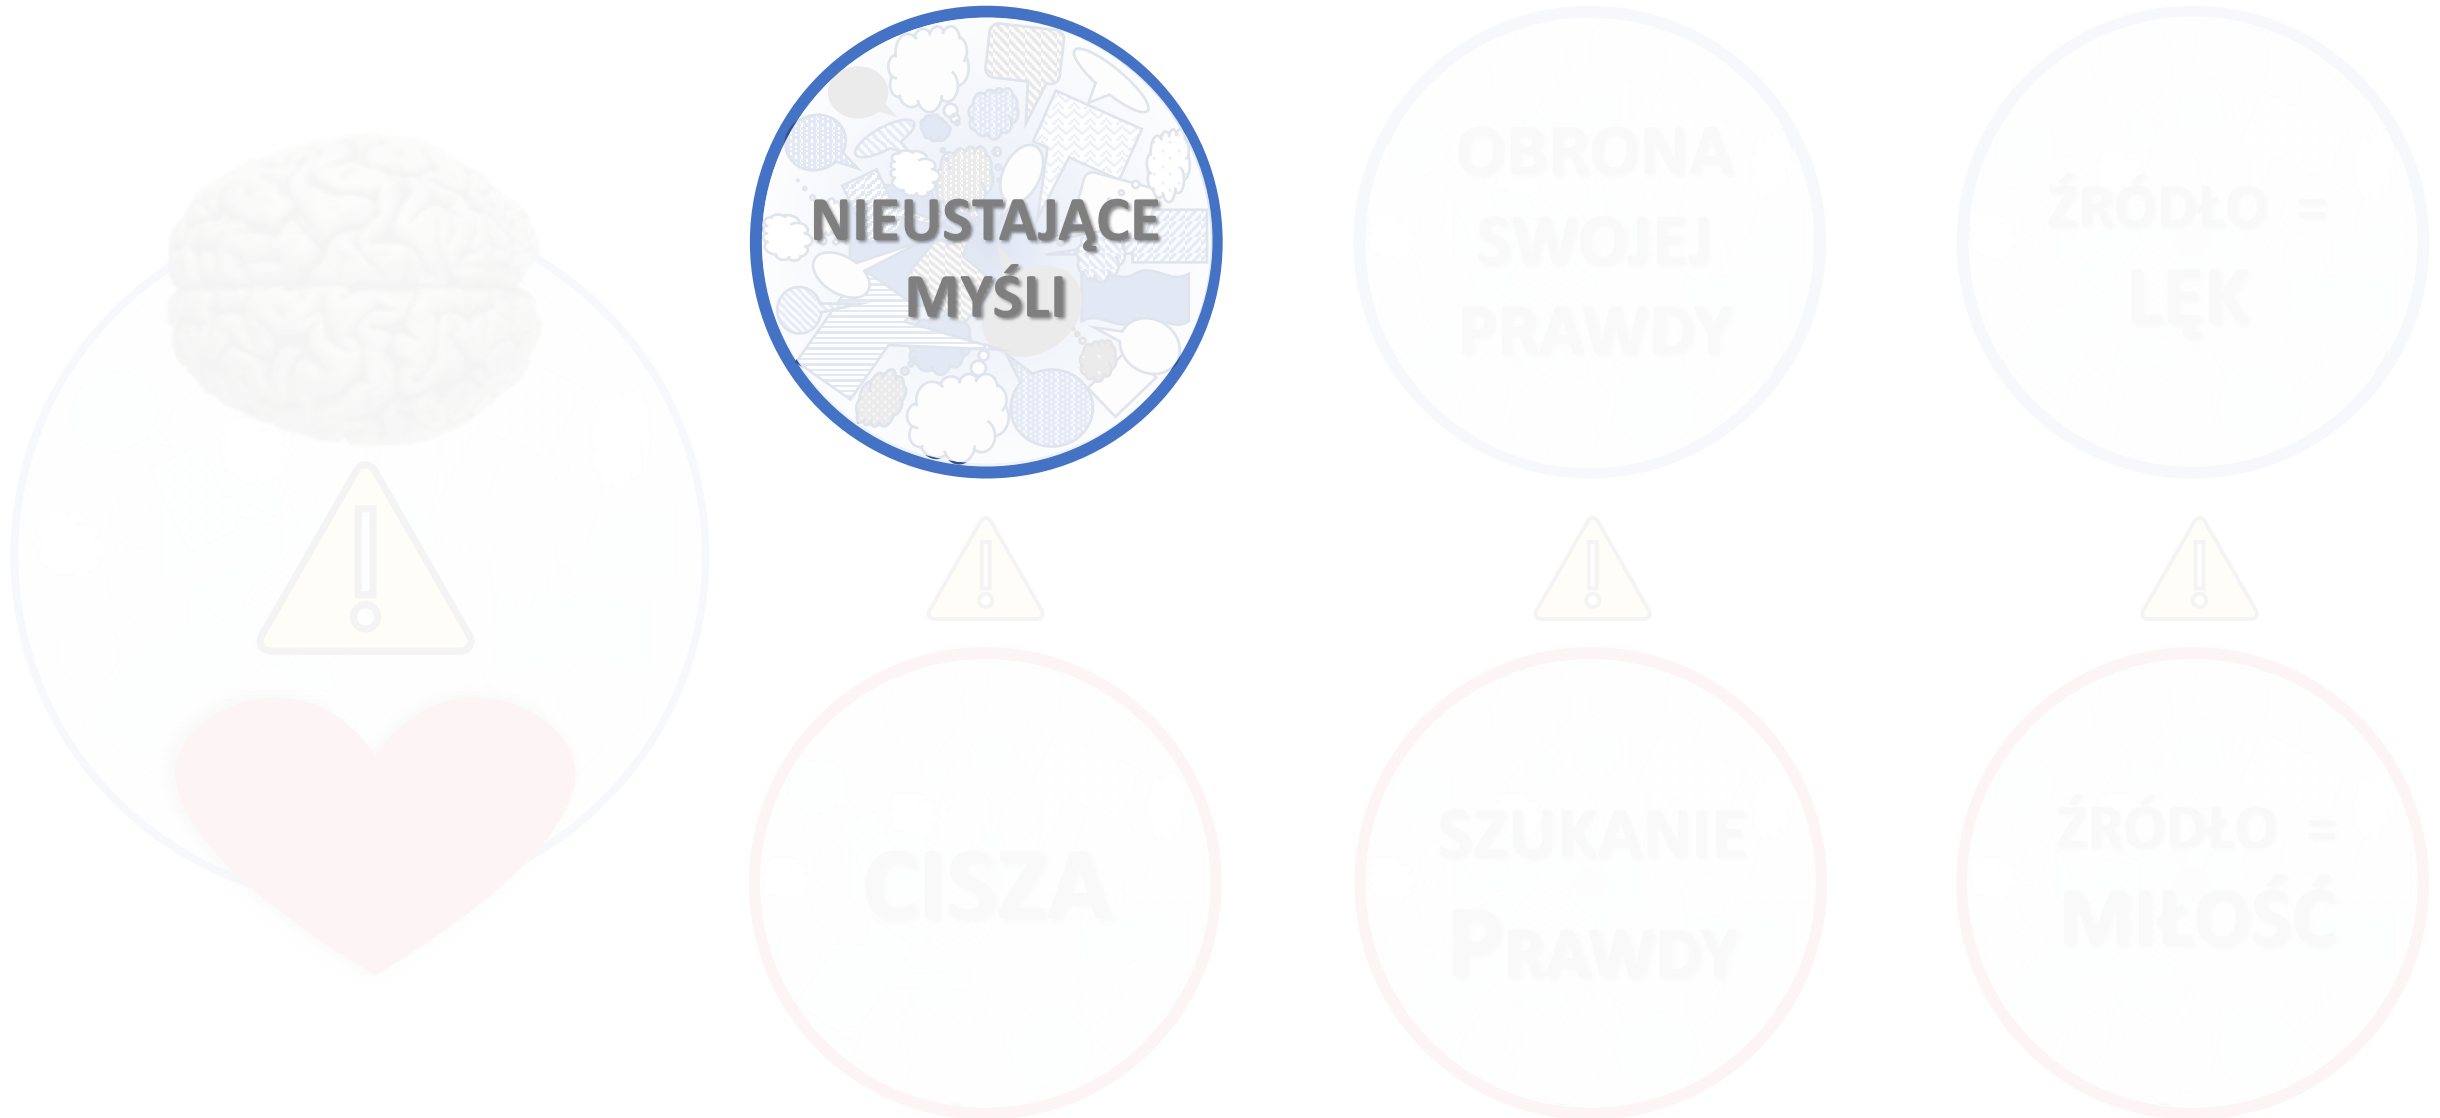 NIEUSTAJĄCE
MYŚLI
OBRONA
SWOJEJ
PRAWDY
ŹRÓDŁO =
LĘK
CISZA
SZUKANIE
PRAWDY
ŹRÓDŁO =
MIŁOŚĆ